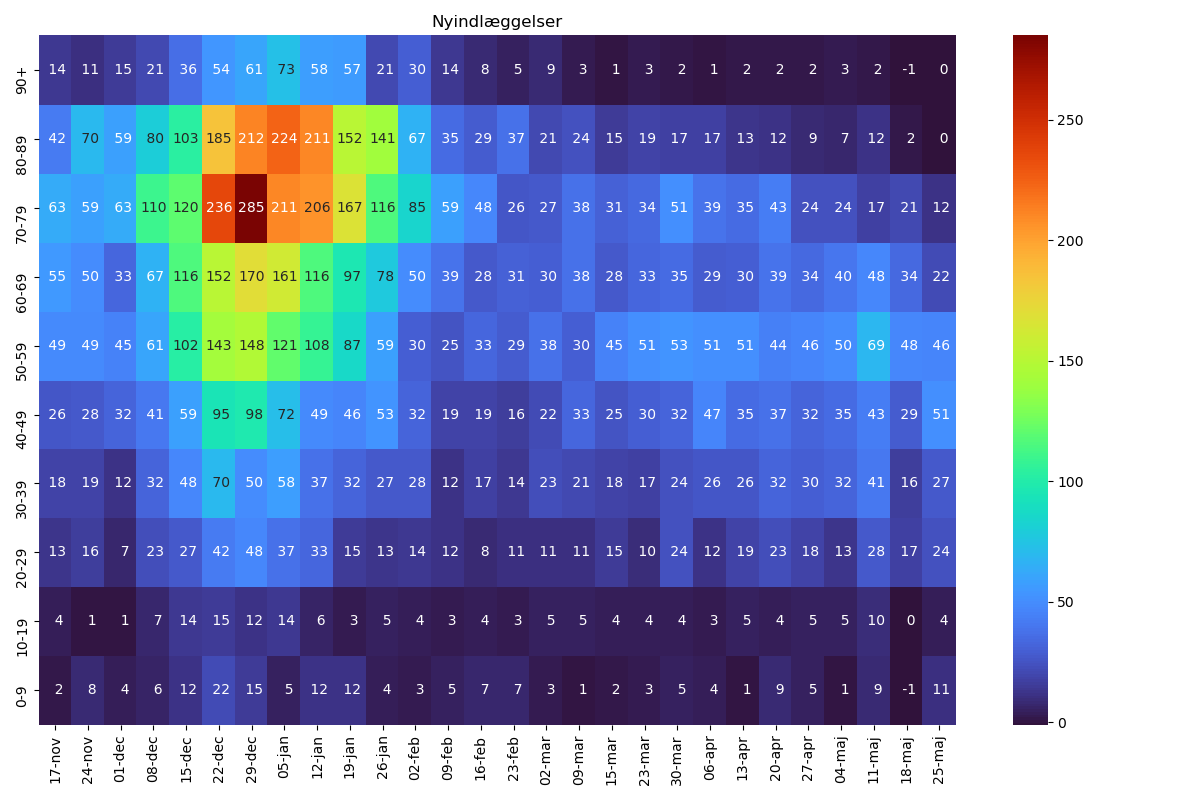 Nyindlæggelser
90+ 14 11 15 21 36 54 61 73 58 57 21 30 14 8 5 9 3 1 3 2 1 2 2 2 3 2 -1 0
80-89 42 70 59 80 103 185 212 224 211 152 141 67 35 29 37 21 24 15 19 17 17 13 12 9 7 12 2 0
70-79 63 59 63 110 120 236 285 211 206 167 116 85 59 48 26 27 38 31 34 51 39 35 43 24 24 17 21 12
60-69 55 50 33 67 116 152 170 161 116 97 78 50 39 28 31 30 38 28 33 35 29 30 39 34 40 48 34 22
50-59 49 49 45 61 102 143 148 121 108 87 59 30 25 33 29 38 30 45 51 53 51 51 44 46 50 69 48 46
40-49 26 28 32 41 59 95 98 72 49 46 53 32 19 19 16 22 33 25 30 32 47 35 37 32 35 43 29 51
30-39 18 19 12 32 48 70 50 58 37 32 27 28 12 17 14 23 21 18 17 24 26 26 32 30 32 41 16 27
20-29 13 16 7 23 27 42 48 37 33 15 13 14 12 8 11 11 11 15 10 24 12 19 23 18 13 28 17 24
10-19 4 1 1 7 14 15 12 14 6 3 5 4 3 4 3 5 5 4 4 4 3 5 4 5 5 10 0 4
0-9 2 8 4 6 12 22 15 5 12 12 4 3 5 7 7 3 1 2 3 5 4 1 9 5 1 9 -1 11
17-nov 24-nov 01-dec 08-dec 15-dec 22-dec 29-dec 05-jan 12-jan 19-jan 26-jan 02-feb 09-feb 16-feb 23-feb 02-mar 09-mar 15-mar 23-mar 30-mar 06-apr 13-apr 20-apr 27-apr 04-maj 11-maj 18-maj 25-maj
250
200
150
100
50
0